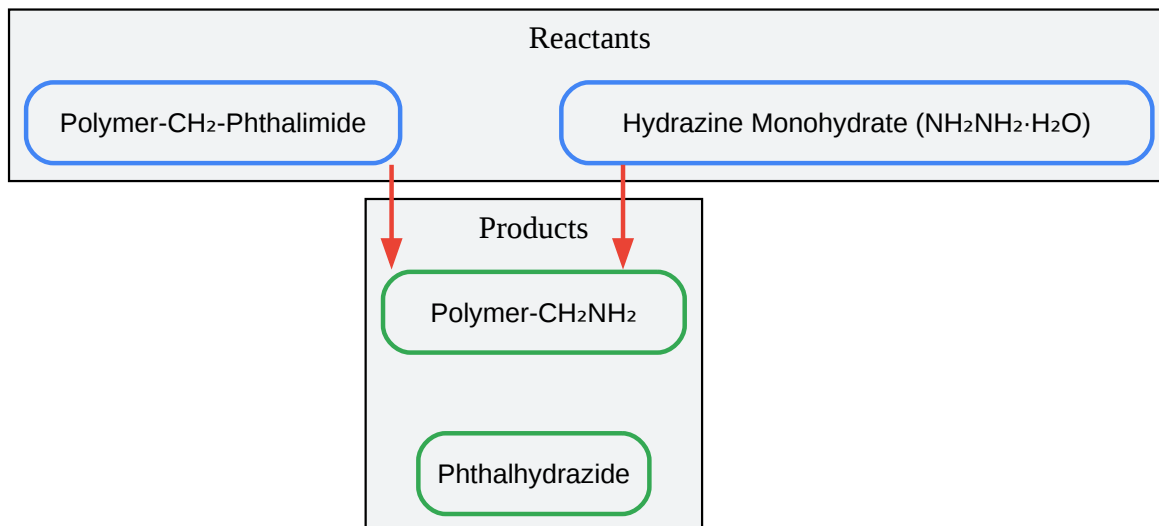 Reactants
Polymer-CH₂-Phthalimide
Hydrazine Monohydrate (NH₂NH₂·H₂O)
Products
Polymer-CH₂NH₂
Phthalhydrazide